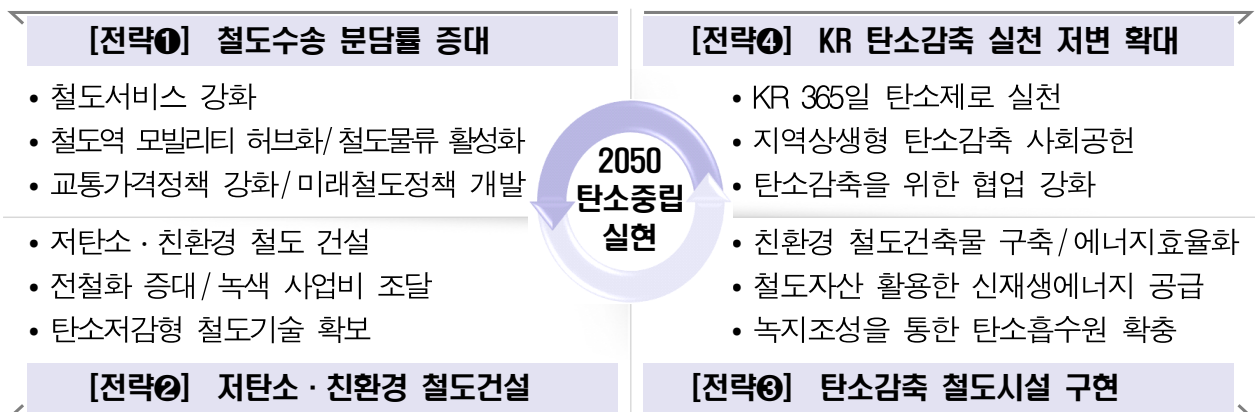 [전략❶] 철도수송 분담률 증대
• 철도서비스 강화
• 철도역 모빌리티 허브화/철도물류 활성화
• 교통가격정책 강화/미래철도정책 개발
[전략❹] KR 탄소감축 실천 저변 확대
• KR 365일 탄소제로 실천
• 지역상생형 탄소감축 사회공헌
• 탄소감축을 위한 협업 강화
2050
탄소중립
실현
• 저탄소·친환경 철도 건설
• 전철화 증대/녹색 사업비 조달
• 탄소저감형 철도기술 확보
[전략❷] 저탄소·친환경 철도건설
• 친환경 철도건축물 구축/에너지효율화
• 철도자산 활용한 신재생에너지 공급
• 녹지조성을 통한 탄소흡수원 확충
[전략❸] 탄소감축 철도시설 구현